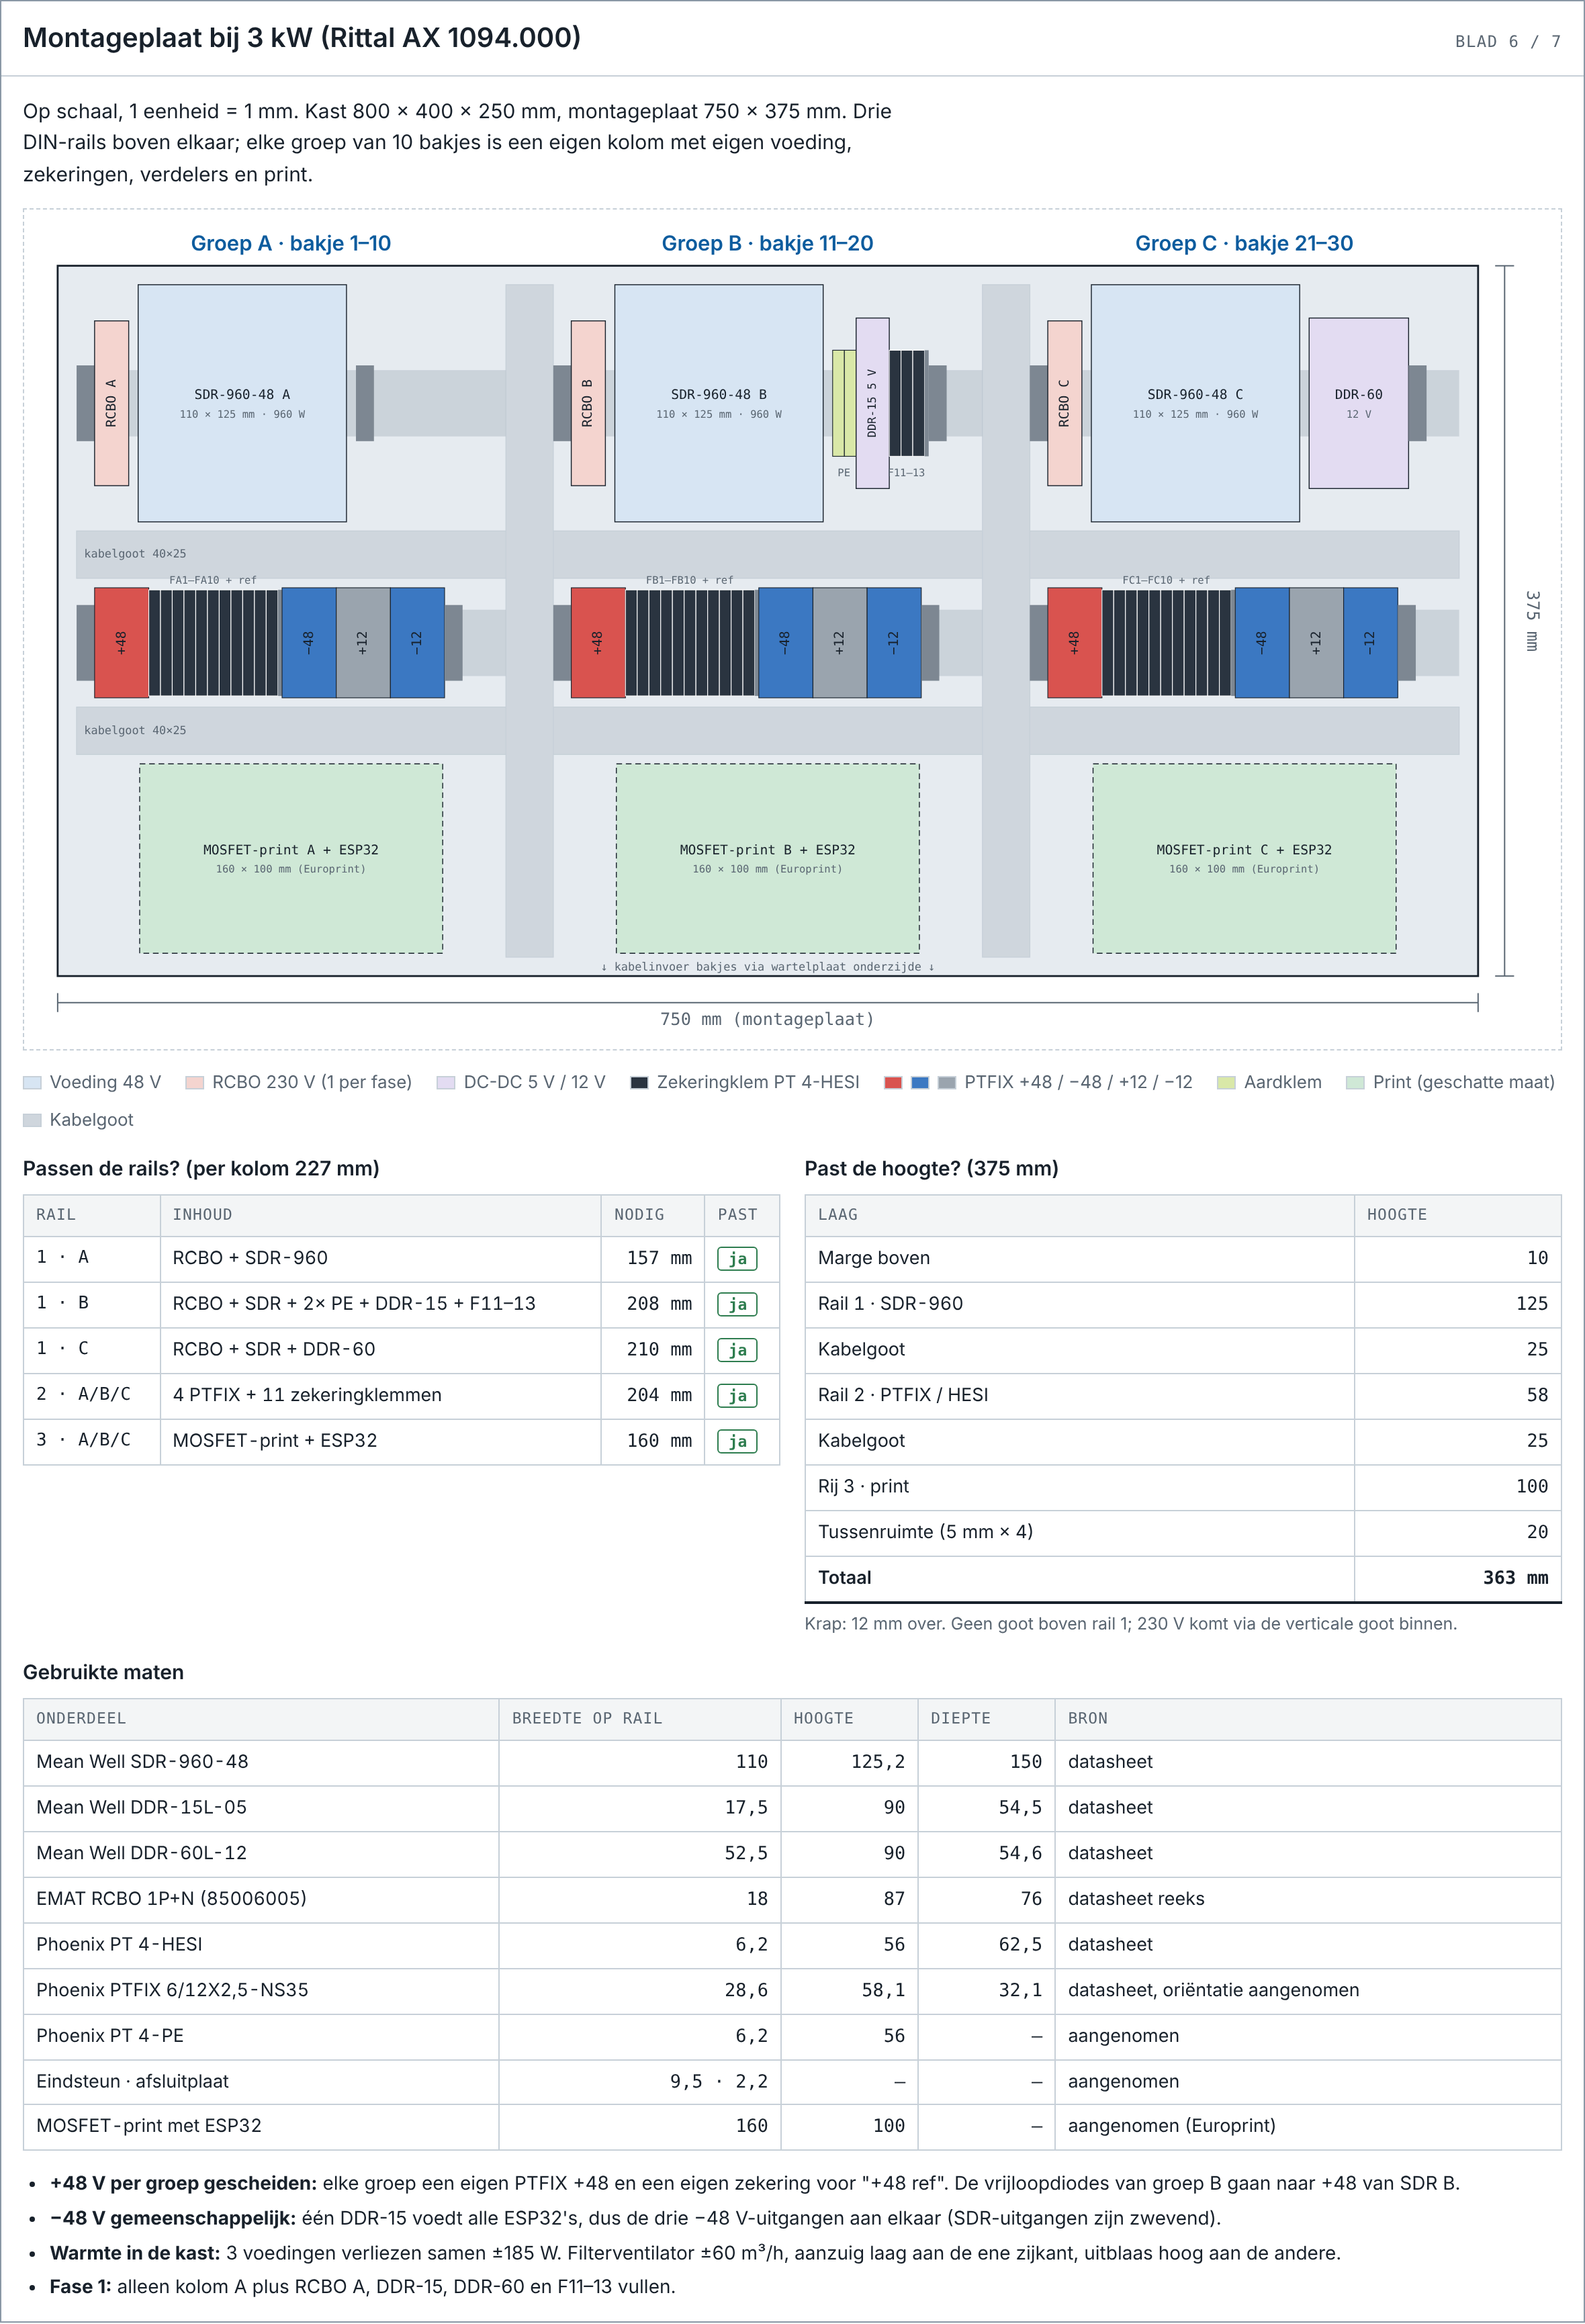 Montageplaat bij 3 kW (Rittal AX 1094.000)
BLAD 6 / 7
Op schaal, 1 eenheid = 1 mm. Kast 800 × 400 × 250 mm, montageplaat 750 × 375 mm. Drie
DIN-rails boven elkaar; elke groep van 10 bakjes is een eigen kolom met eigen voeding,
zekeringen, verdelers en print.
Groep A · bakje 1–10
Groep B · bakje 11–20
Groep C · bakje 21–30
RCBO A
SDR-960-48 A
110 × 125 mm · 960 W
RCBO B
SDR-960-48 B
110 × 125 mm · 960 W
DDR-15 5 V
PE
F11–13
RCBO C
SDR-960-48 C
110 × 125 mm · 960 W
DDR-60
12 V
kabelgoot 40×25
FA1–FA10 + ref
FB1–FB10 + ref
FC1–FC10 + ref
+48
−48
+12
−12
+48
−48
+12
−12
+48
−48
+12
−12
375 mm
kabelgoot 40×25
MOSFET-print A + ESP32
160 × 100 mm (Europrint)
MOSFET-print B + ESP32
160 × 100 mm (Europrint)
MOSFET-print C + ESP32
160 × 100 mm (Europrint)
↓ kabelinvoer bakjes via wartelplaat onderzijde ↓
750 mm (montageplaat)
Voeding 48 V
RCBO 230 V (1 per fase)
DC-DC 5 V / 12 V
Zekeringklem PT 4-HESI
PTFIX +48 / −48 / +12 / −12
Aardklem
Print (geschatte maat)
Kabelgoot
Passen de rails? (per kolom 227 mm)
RAIL INHOUD NODIG PAST
1 · A RCBO + SDR-960 157 mm ja
1 · B RCBO + SDR + 2× PE + DDR-15 + F11–13 208 mm ja
1 · C RCBO + SDR + DDR-60 210 mm ja
2 · A/B/C 4 PTFIX + 11 zekeringklemmen 204 mm ja
3 · A/B/C MOSFET-print + ESP32 160 mm ja
Past de hoogte? (375 mm)
LAAG HOOGTE
Marge boven 10
Rail 1 · SDR-960 125
Kabelgoot 25
Rail 2 · PTFIX / HESI 58
Kabelgoot 25
Rij 3 · print 100
Tussenruimte (5 mm × 4) 20
Totaal 363 mm
Krap: 12 mm over. Geen goot boven rail 1; 230 V komt via de verticale goot binnen.
Gebruikte maten
ONDERDEEL BREEDTE OP RAIL HOOGTE DIEPTE BRON
Mean Well SDR-960-48 110 125,2 150 datasheet
Mean Well DDR-15L-05 17,5 90 54,5 datasheet
Mean Well DDR-60L-12 52,5 90 54,6 datasheet
EMAT RCBO 1P+N (85006005) 18 87 76 datasheet reeks
Phoenix PT 4-HESI 6,2 56 62,5 datasheet
Phoenix PTFIX 6/12X2,5-NS35 28,6 58,1 32,1 datasheet, oriëntatie aangenomen
Phoenix PT 4-PE 6,2 56 — aangenomen
Eindsteun · afsluitplaat 9,5 · 2,2 — — aangenomen
MOSFET-print met ESP32 160 100 — aangenomen (Europrint)
• +48 V per groep gescheiden: elke groep een eigen PTFIX +48 en een eigen zekering voor "+48 ref". De vrijloopdiodes van groep B gaan naar +48 van SDR B.
• −48 V gemeenschappelijk: één DDR-15 voedt alle ESP32's, dus de drie −48 V-uitgangen aan elkaar (SDR-uitgangen zijn zwevend).
• Warmte in de kast: 3 voedingen verliezen samen ±185 W. Filterventilator ±60 m³/h, aanzuig laag aan de ene zijkant, uitblaas hoog aan de andere.
• Fase 1: alleen kolom A plus RCBO A, DDR-15, DDR-60 en F11–13 vullen.